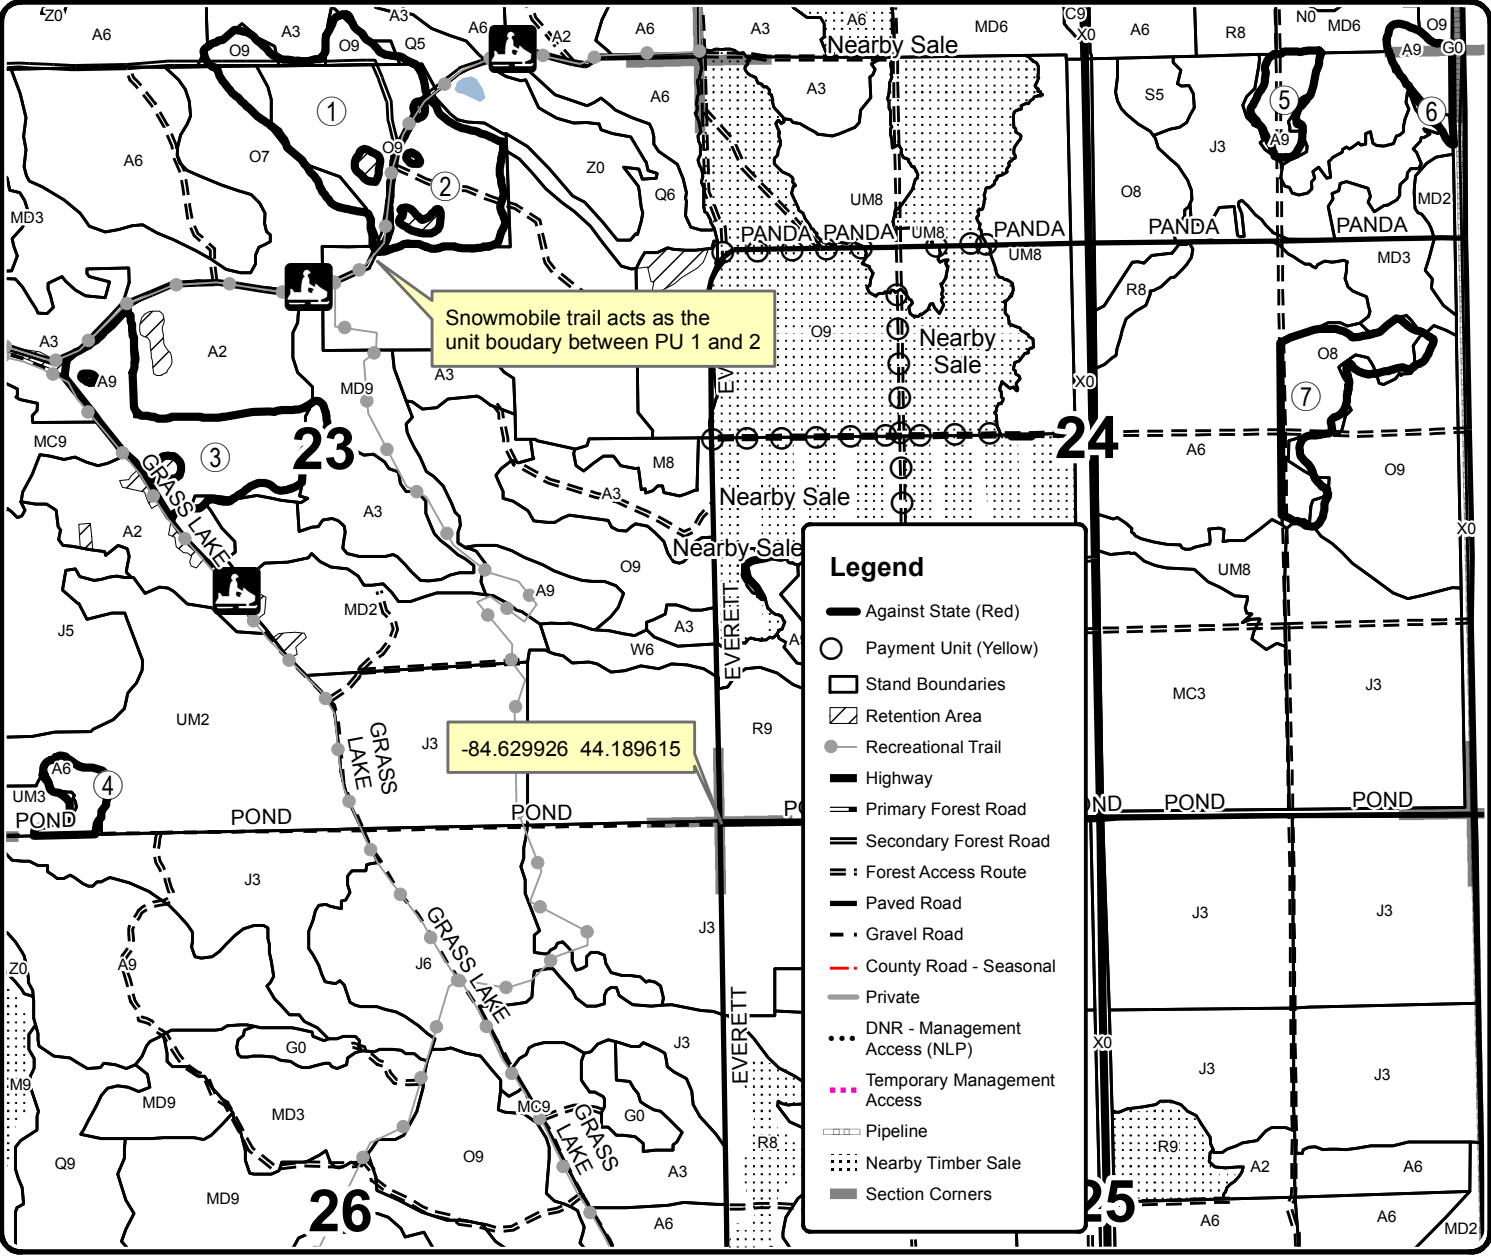 Z0
A6
A3
A3
A6
A2
A6
A3
A6
MD6
C9
X0
A6
R8
N0
MD6
O9
O9
O9
Q5
Nearby Sale
A9
G0
1
A6
A3
S5
5
6
A6
O7
O9
2
Z0
Q6
UM8
J3
A9
O8
MD2
MD3
PANDA
PANDA
UM8
PANDA
UM8
PANDA
PANDA
MD3
R8
Snowmobile trail acts as the
unit boudary between PU 1 and 2
O9
Nearby
Sale
A3
A2
A3
MD9
A9
EV
X0
O8
7
MC9
3
23
M8
24
A6
O9
GRASS LAKE
A3
A3
Nearby Sale
A2
Nearby Sale
X0
O9
UM8
A9
MD2
J5
A3
W6
EVERETT
A
UM2
GRASS
LAKE
J3
-84.629926 44.189615
R9
MC3
J3
A6
4
UM3
POND
POND
POND
PO
OND
POND
POND
J3
J3
J3
J3
Z0
A9
J6
GRASS LAKE
EVERETT
G0
J3
X0
J3
J3
M9
MD9
MD3
MC9
G0
GRASS
LAKE
R8
R9
Q9
O9
A3
A2
A6
MD9
26
A6
25
A6
A6
MD2
Legend
Against State (Red)
Payment Unit (Yellow)
Stand Boundaries
Retention Area
Recreational Trail
Highway
Primary Forest Road
Secondary Forest Road
Forest Access Route
Paved Road
Gravel Road
County Road - Seasonal
Private
DNR - Management
Access (NLP)
Temporary Management
Access
Pipeline
Nearby Timber Sale
Section Corners